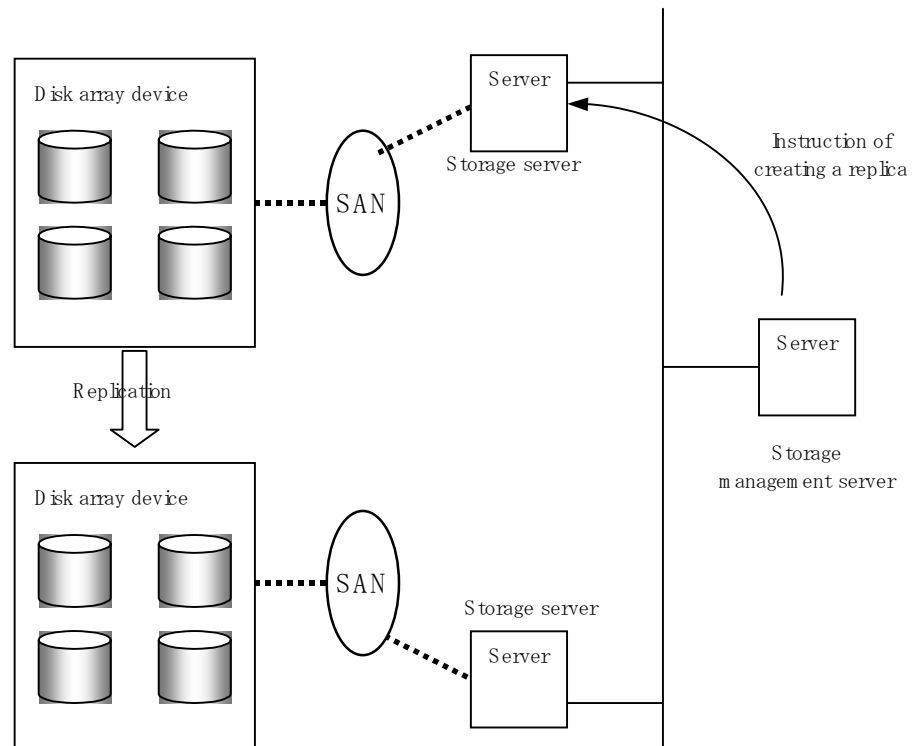 Disk array device
Server
Storage server
SAN
Instruction of
creating a replica
Server
Storage
management server
Replication
Disk array device
SAN
Storage server
Server